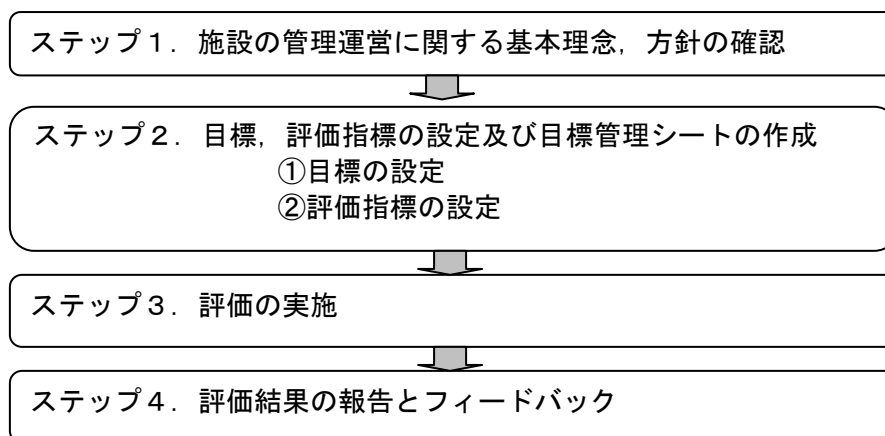 ステップ１．施設の管理運営に関する基本理念，方針の確認
ステップ２．目標，評価指標の設定及び目標管理シートの作成
①目標の設定
②評価指標の設定
ステップ３．評価の実施
ステップ４．評価結果の報告とフィードバック